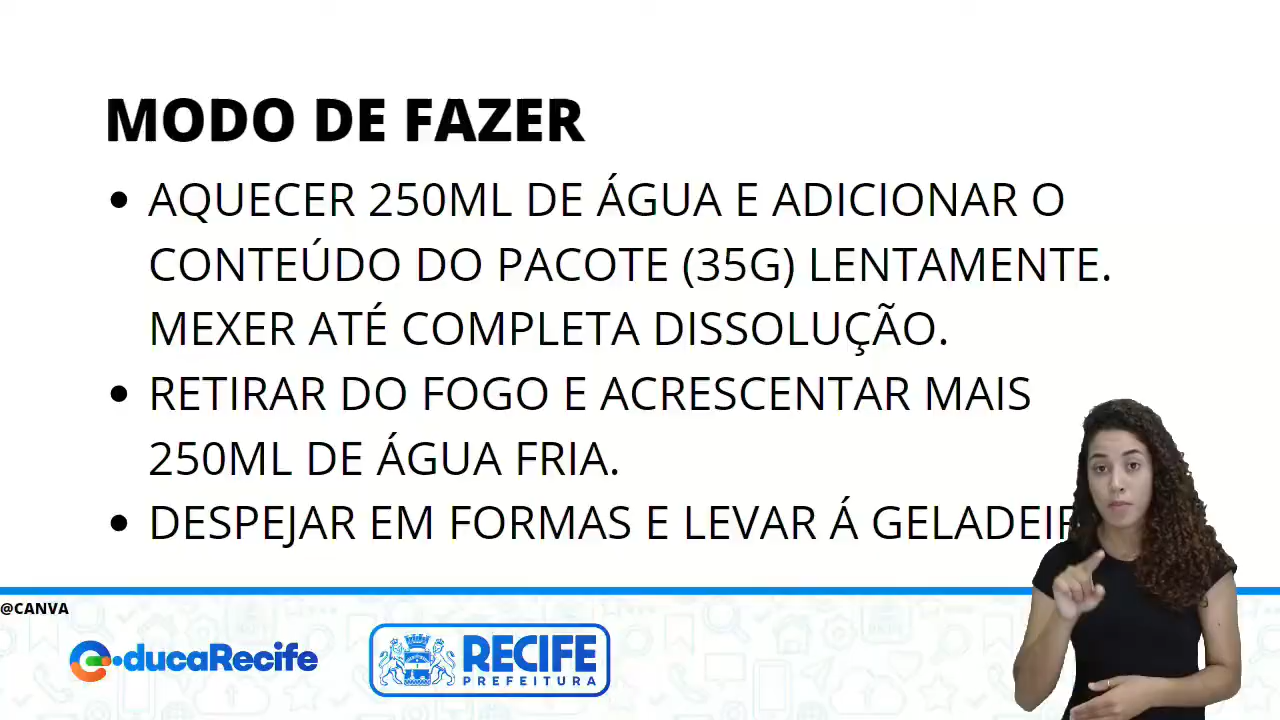 MODO DE FAZER
• AQUECER 250ML DE ÁGUA E ADICIONAR O
CONTEÚDO DO PACOTE (35G) LENTAMENTE.
MEXER ATÉ COMPLETA DISSOLUÇÃO.
• RETIRAR DO FOGO E ACRESCENTAR MAIS
250ML DE ÁGUA FRIA.
• DESPEJAR EM FORMAS E LEVAR Á
@CANVA
educaRecife
RECIFE
PREFEITURA